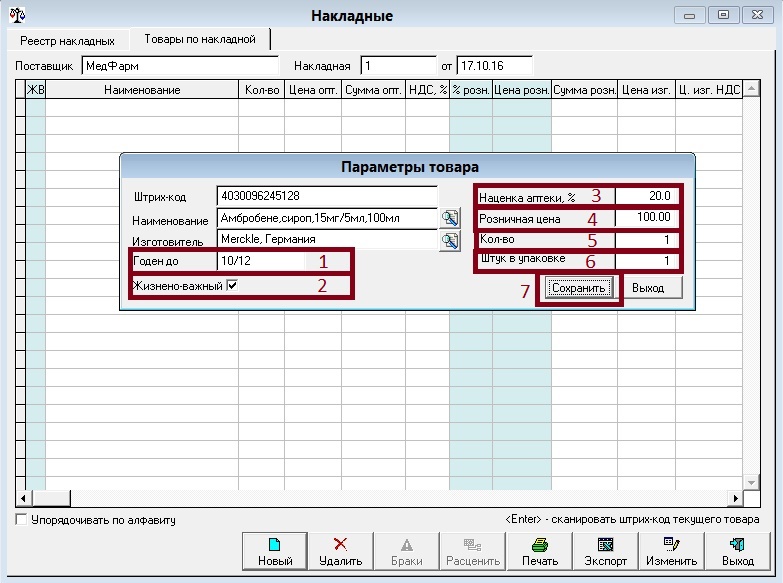 Накладные
Реестр накладных Товары по накладной
Поставщик МедФарм Накладная 1 от 17.10.16
ЖВ Наименование Кол-во Цена опт. Сумма опт. НДС, % % розн. Цена розн. Сумма розн. Цена изг. Ц. изг. НДС
Параметры товара
Штрих-код 4030096245128
Наименование Амбробене,сироп,15мг/5мл,100мл
Изготовитель Merckle, Германия
Годен до 10/12 1
Жизнено-важный 2
Наценка аптеки, % 3 20.0
Розничная цена 4 100.00
Кол-во 5 1
Штук в упаковке 6 1
7 Сохранить Выход
Упорядочивать по алфавиту <Enter> - сканировать штрих-код текущего товара
Новый Удалить Браки Расценить Печать Экспорт Изменить Выход